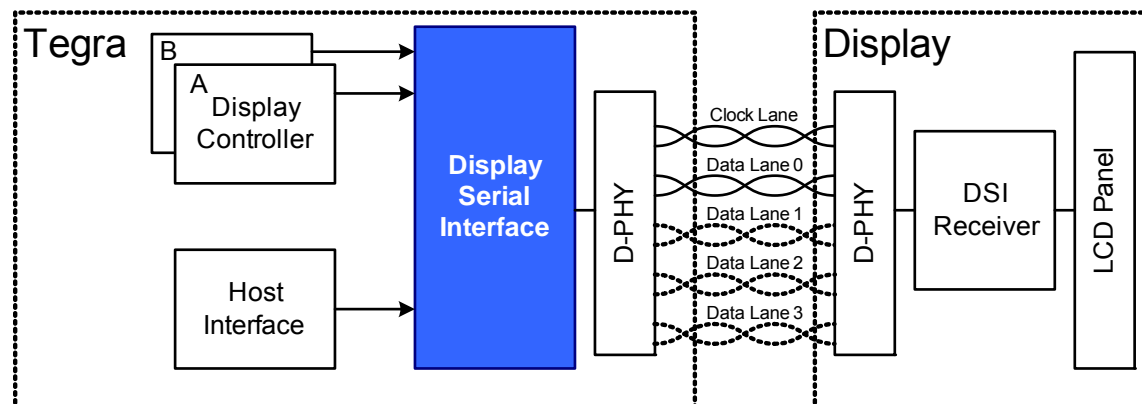 Tegra
B
A
Display
Controller
Host
Interface
Display
Serial
Interface
D-PHY
Clock Lane
Data Lane 0
Data Lane 1
Data Lane 2
Data Lane 3
Display
D-PHY
DSI
Receiver
LCD Panel